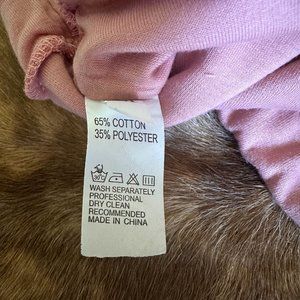 65% COTTON
35% POLYESTER
WASH SEPARATELY
PROFESSIONAL
DRY CLEAN
RECOMMENDED
MADE IN CHINA